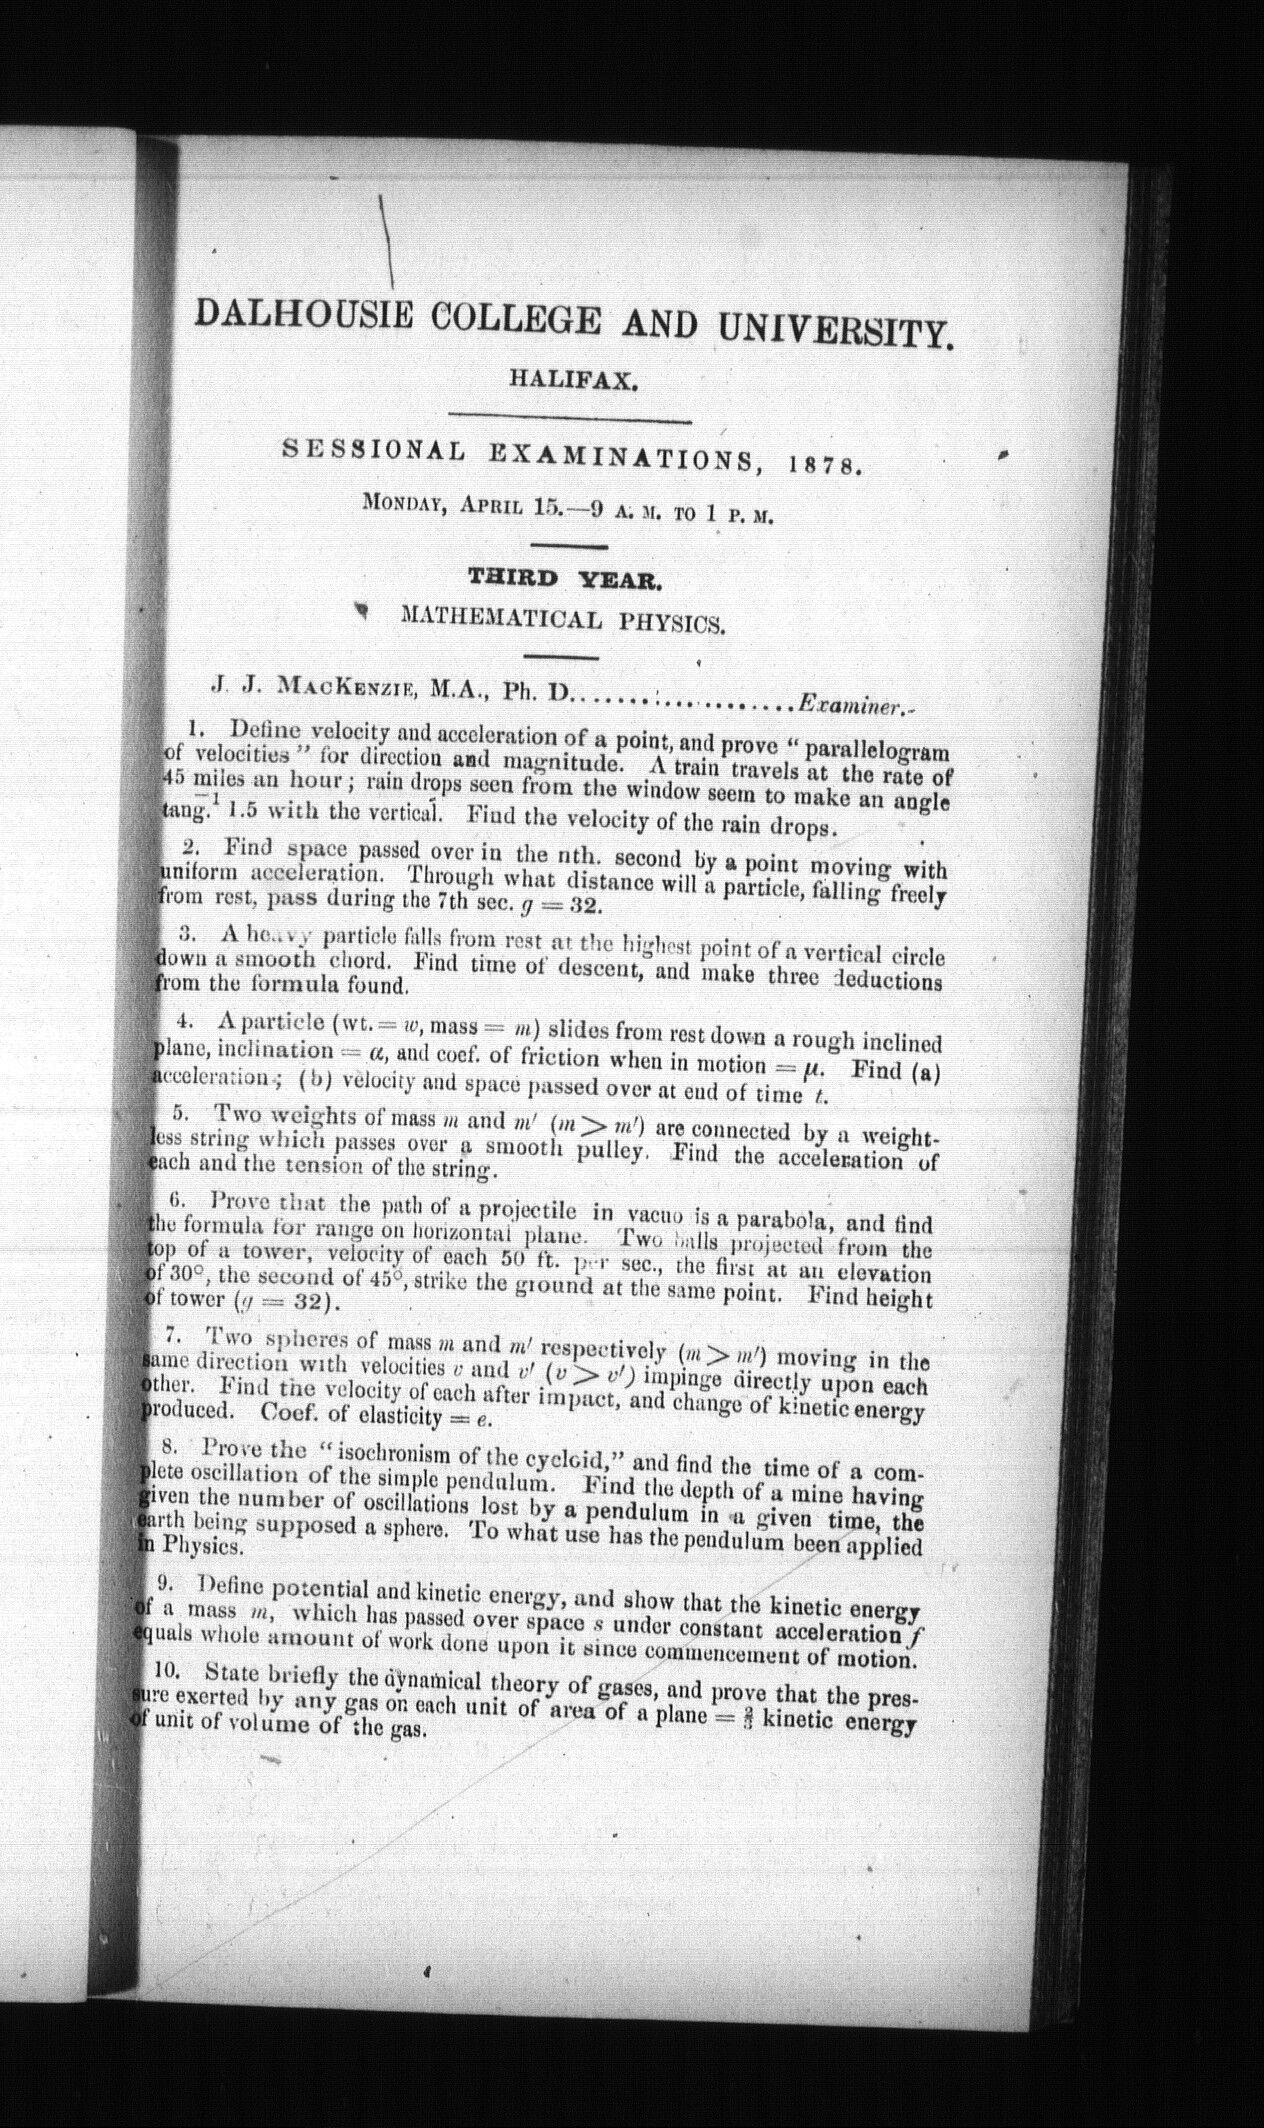 DALHOUSIE COLLEGE AND UNIVERSITY.
HALIFAX.
SESSIONAL EXAMINATIONS, 1878.
MONDAY, APRIL 15.—9 A. M. TO 1 P. M.
THIRD YEAR.
MATHEMATICAL PHYSICS.
J. J. MACKENZIE, M.A., Ph. D.....................Examiner.
1. Define velocity and acceleration of a point, and prove "parallelogram
of velocities" for direction and magnitude. A train travels at the rate of
45 miles an hour; rain drops seen from the window seem to make an angle
tang.⁻¹ 1.5 with the vertical. Find the velocity of the rain drops.
2. Find space passed over in the nth. second by a point moving with
uniform acceleration. Through what distance will a particle, falling freely
from rest, pass during the 7th sec. g = 32.
3. A heavy particle falls from rest at the highest point of a vertical circle
down a smooth chord. Find time of descent, and make three deductions
from the formula found.
4. A particle (wt. = w, mass = m) slides from rest down a rough inclined
plane, inclination = α, and coef. of friction when in motion = μ. Find (a)
acceleration; (b) velocity and space passed over at end of time t.
5. Two weights of mass m and m′ (m > m′) are connected by a weight-
less string which passes over a smooth pulley. Find the acceleration of
each and the tension of the string.
6. Prove that the path of a projectile in vacuo is a parabola, and find
the formula for range on horizontal plane. Two balls projected from the
top of a tower, velocity of each 50 ft. per sec., the first at an elevation
of 30°, the second of 45°, strike the ground at the same point. Find height
of tower (g = 32).
7. Two spheres of mass m and m′ respectively (m > m′) moving in the
same direction with velocities v and v′ (v > v′) impinge directly upon each
other. Find the velocity of each after impact, and change of kinetic energy
produced. Coef. of elasticity = e.
8. Prove the "isochronism of the cycloid," and find the time of a com-
plete oscillation of the simple pendulum. Find the depth of a mine having
given the number of oscillations lost by a pendulum in a given time, the
earth being supposed a sphere. To what use has the pendulum been applied
in Physics.
9. Define potential and kinetic energy, and show that the kinetic energy
of a mass m, which has passed over space s under constant acceleration f
equals whole amount of work done upon it since commencement of motion.
10. State briefly the dynamical theory of gases, and prove that the pres-
sure exerted by any gas on each unit of area of a plane = ⅔ kinetic energy
of unit of volume of the gas.